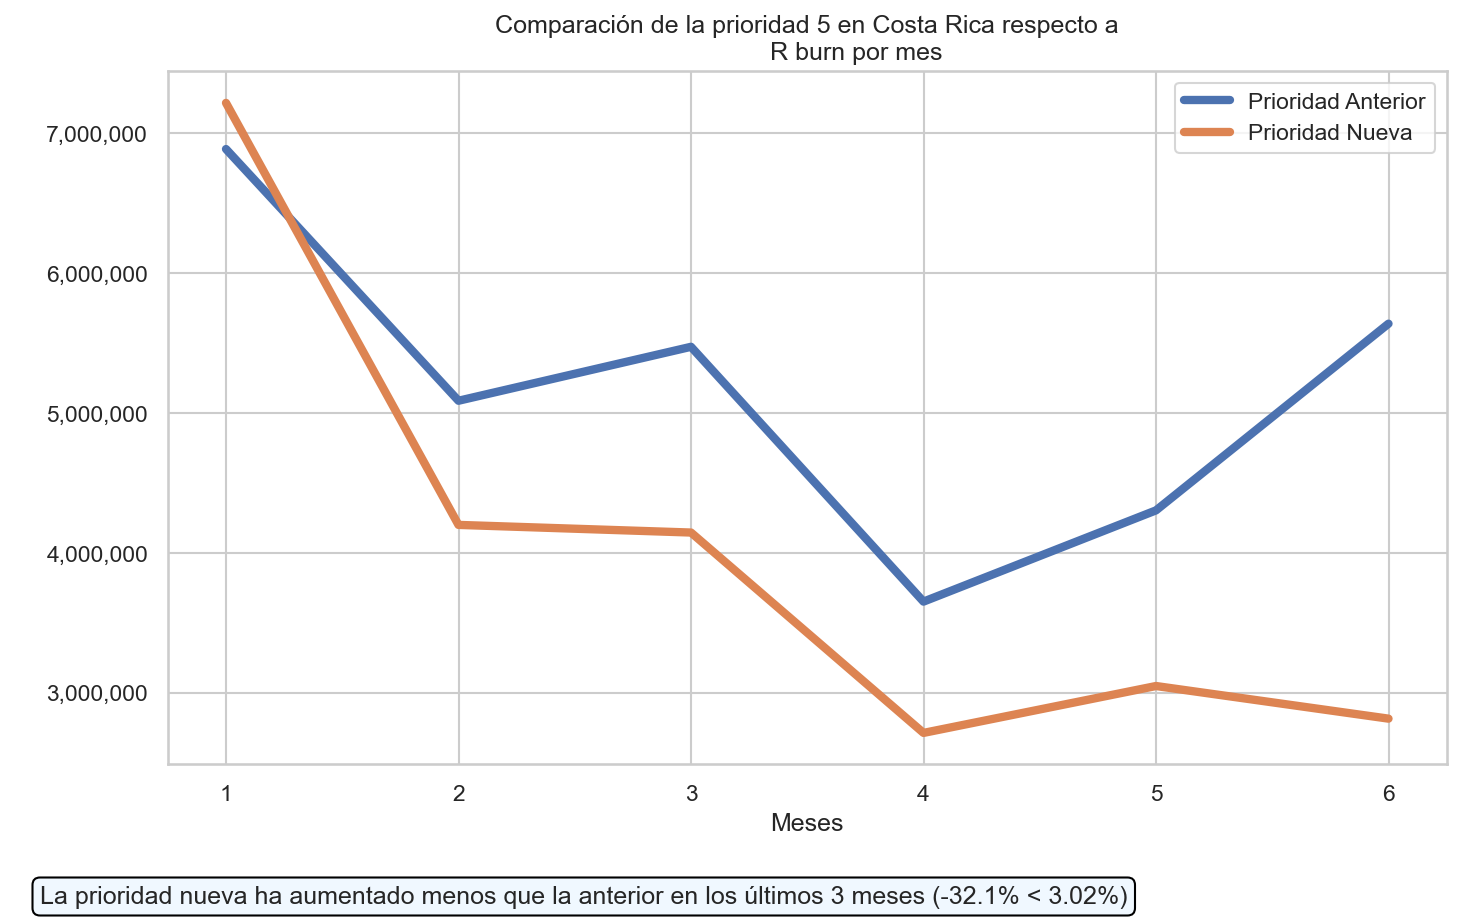 Comparación de la prioridad 5 en Costa Rica respecto a
R burn por mes
Prioridad Anterior
Prioridad Nueva
7,000,000
6,000,000
5,000,000
4,000,000
3,000,000
1 2 3 4 5 6
Meses
La prioridad nueva ha aumentado menos que la anterior en los últimos 3 meses (-32.1% < 3.02%)